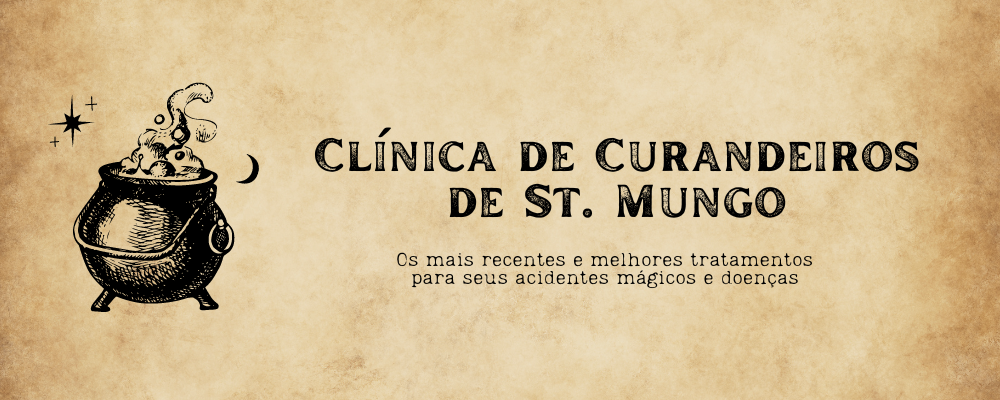 Clínica de Curandeiros
de St. Mungo
Os mais recentes e melhores tratamentos
para seus acidentes mágicos e doenças